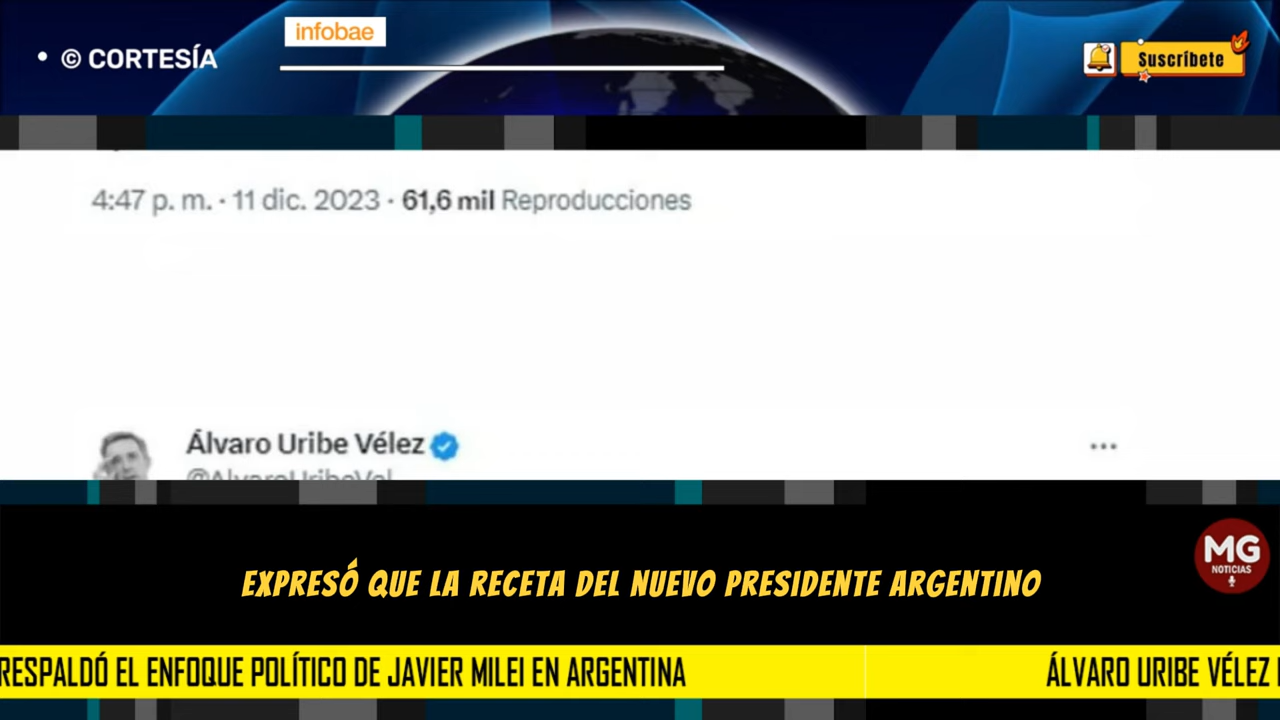 infobae
• © CORTESÍA
Suscríbete
4:47 p. m. · 11 dic. 2023 · 61,6 mil Reproducciones
Álvaro Uribe Vélez
@AlvaroUribeVel
MG
NOTICIAS
EXPRESÓ QUE LA RECETA DEL NUEVO PRESIDENTE ARGENTINO
RESPALDÓ EL ENFOQUE POLÍTICO DE JAVIER MILEI EN ARGENTINA
ÁLVARO URIBE VÉLEZ